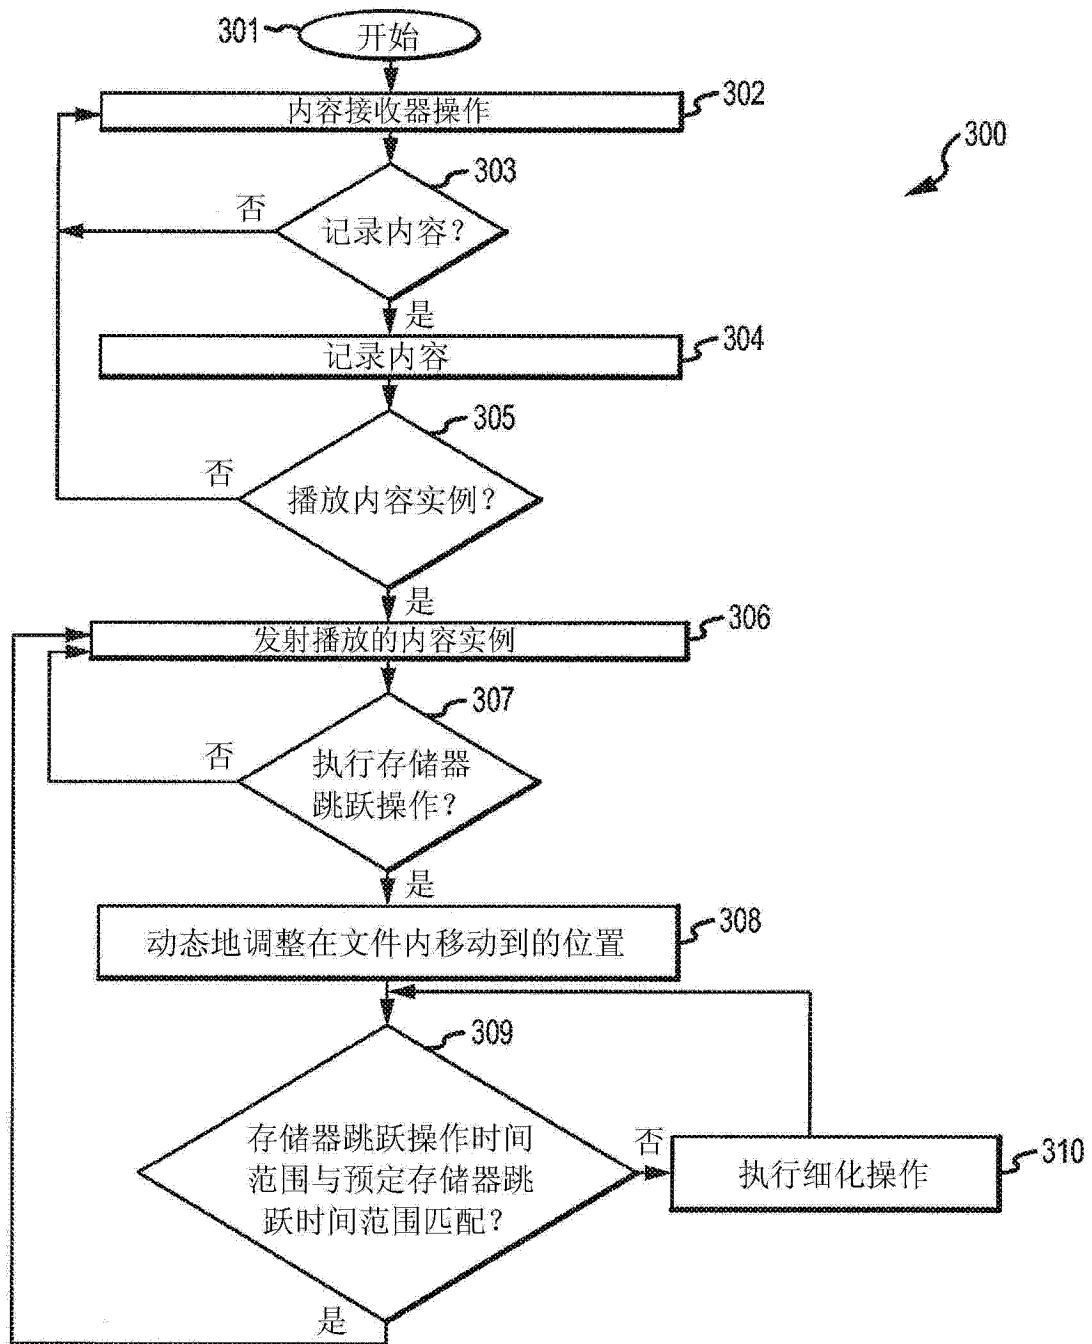 301
开始
内容接收器操作
302
300
303
否
记录内容？
是
记录内容
304
305
否
播放内容实例？
是
发射播放的内容实例
306
307
否
执行存储器
跳跃操作？
是
动态地调整在文件内移动到的位置
308
309
存储器跳跃操作时间
范围与预定存储器跳
跃时间范围匹配？
否
执行细化操作
310
是